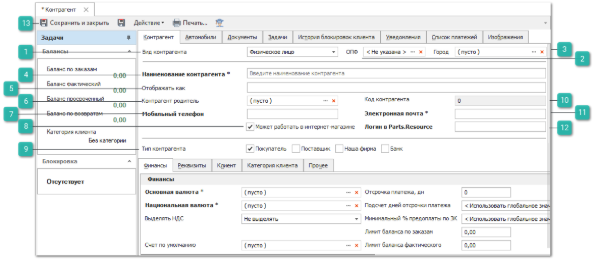 * Контрагент ×
13 Сохранить и закрыть Действие Печать...
Задачи
Балансы
Баланс по заказам
0,00
Баланс фактический
0,00
Баланс просроченный
0,00
Баланс по возвратам
0,00
Категория клиента
Без категории
Блокировка
Отсутствует
Контрагент Автомобили Документы Задачи История блокировок клиента Уведомления Список платежей Изображения
1 Вид контрагента Физическое лицо ОПФ < Не указана > ... × Город ( пусто ) ... × 3
2
4 Наименование контрагента * Введите наименование контрагента
5 Отображать как
6 Контрагент родитель ( пусто ) ... × Код контрагента 0 10
7 Мобильный телефон Электронная почта * 11
8 Может работать в интернет магазине Логин в Parts.Resource 12
9 Тип контрагента Покупатель Поставщик Наша фирма Банк
Финансы Реквизиты Клиент Категория клиента Прочее
Финансы
Основная валюта * ( пусто ) ... × Отсрочка платежа, дн 0
Национальная валюта * ( пусто ) ... × Подсчет дней отсрочки платежа < Использовать глобальное знач
Выделять НДС Не выделять Минимальный % предоплаты по ЗК < Использовать глобальное знач
Лимит баланса по заказам 0,00
Счет по умолчанию ( пусто ) ... × Лимит баланса фактического 0,00